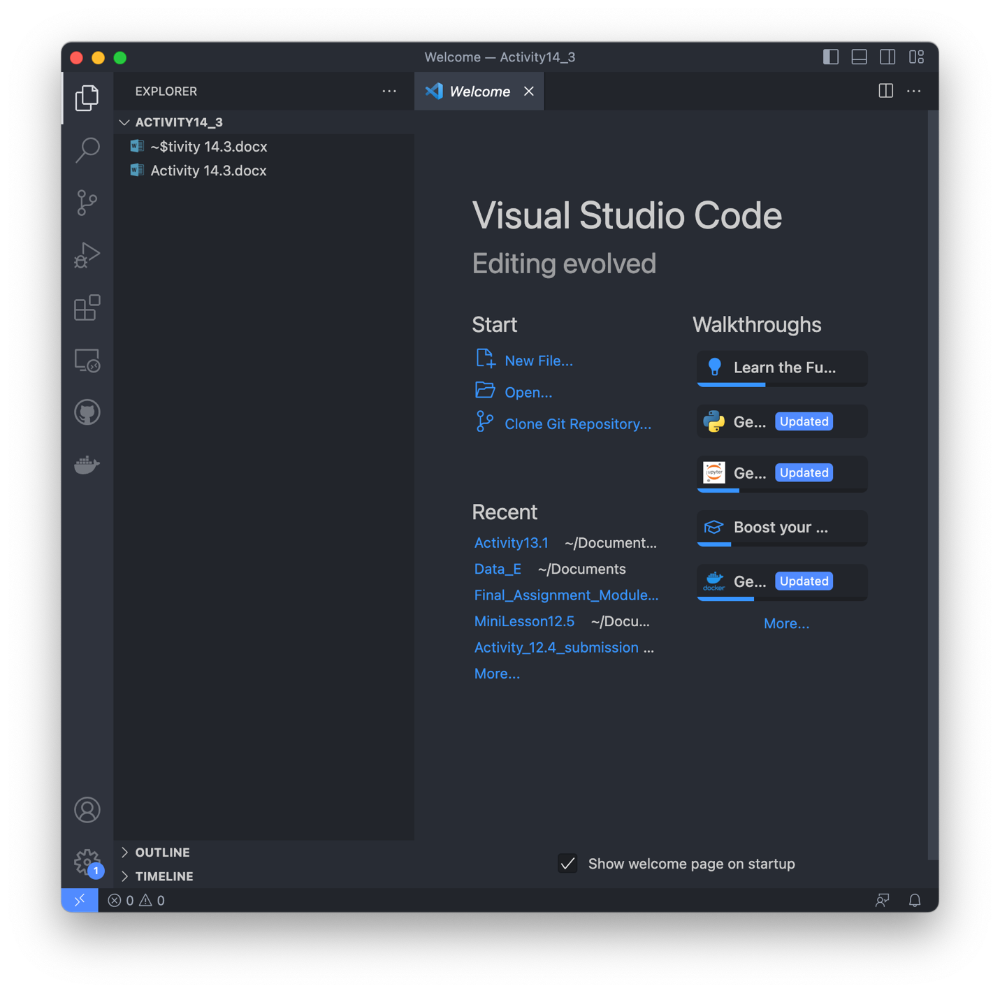 Welcome — Activity14_3
EXPLORER
Welcome
ACTIVITY14_3
~$tivity 14.3.docx
Activity 14.3.docx
Visual Studio Code
Editing evolved
Start
New File...
Open...
Clone Git Repository...
Recent
Activity13.1 ~/Document...
Data_E ~/Documents
Final_Assignment_Module...
MiniLesson12.5 ~/Docu...
Activity_12.4_submission ...
More...
Walkthroughs
Learn the Fu...
Ge... Updated
jupyter Ge... Updated
Boost your ...
docker Ge... Updated
More...
Show welcome page on startup
OUTLINE
TIMELINE
1
0 0